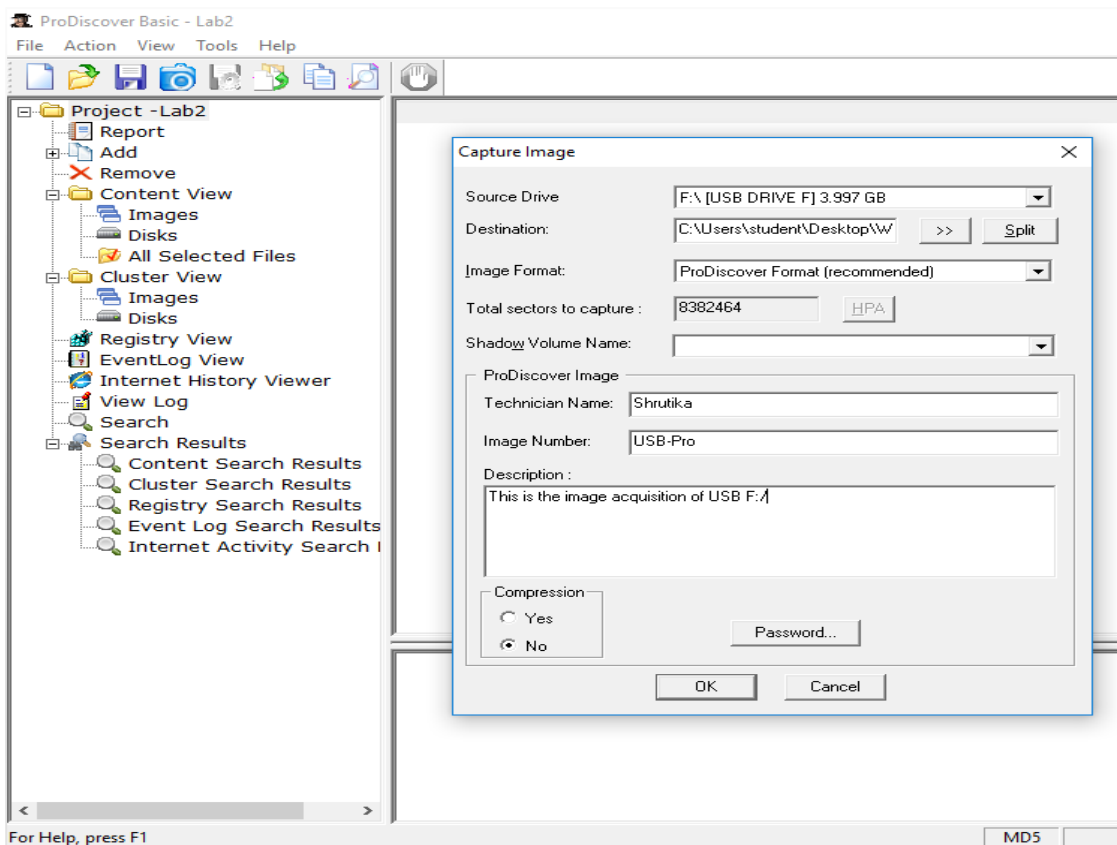 ProDiscover Basic - Lab2
File Action View Tools Help
Project -Lab2
Report
Add
Remove
Content View
Images
Disks
All Selected Files
Cluster View
Images
Disks
Registry View
EventLog View
Internet History Viewer
View Log
Search
Search Results
Content Search Results
Cluster Search Results
Registry Search Results
Event Log Search Results
Internet Activity Search
Capture Image
Source Drive F:\ [USB DRIVE F] 3.997 GB
Destination: C:\Users\student\Desktop\W >> Split
Image Format: ProDiscover Format (recommended)
Total sectors to capture : 8382464 HPA
Shadow Volume Name:
ProDiscover Image
Technician Name: Shrutika
Image Number: USB-Pro
Description :
This is the image acquisition of USB F:/
Compression
Yes
No
Password...
OK Cancel
For Help, press F1 MD5